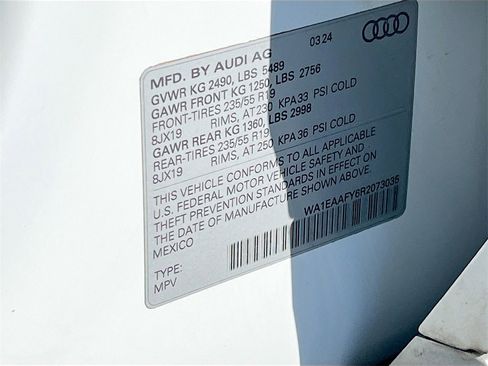 MFD. BY AUDI AG 03/24
GVWR KG 2490, LBS 5489
GAWR FRONT KG 1250, LBS 2756
FRONT-TIRES 235/55 R19
8JX19 RIMS, AT 230 KPA 33 PSI COLD
GAWR REAR KG 1360, LBS 2998
REAR-TIRES 235/55 R19
8JX19 RIMS, AT 250 KPA 36 PSI COLD
THIS VEHICLE CONFORMS TO ALL APPLICABLE
U.S. FEDERAL MOTOR VEHICLE SAFETY AND
THEFT PREVENTION STANDARDS IN EFFECT ON
THE DATE OF MANUFACTURE SHOWN ABOVE.
MEXICO WA1EAAFY6R2073035
TYPE:
MPV